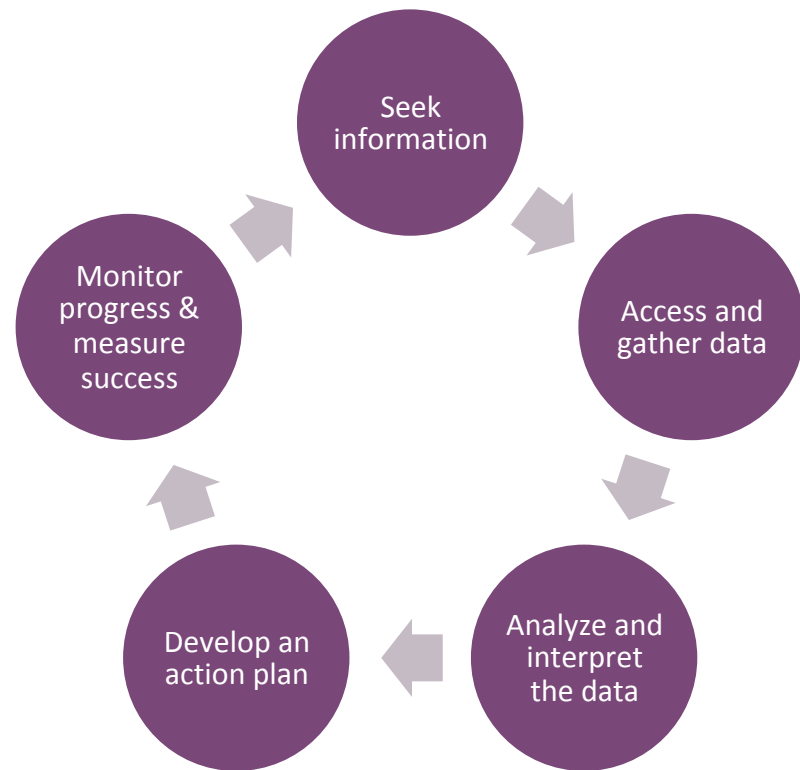 Seek
information
Access and
gather data
Analyze and
interpret
the data
Develop an
action plan
Monitor
progress &
measure
success